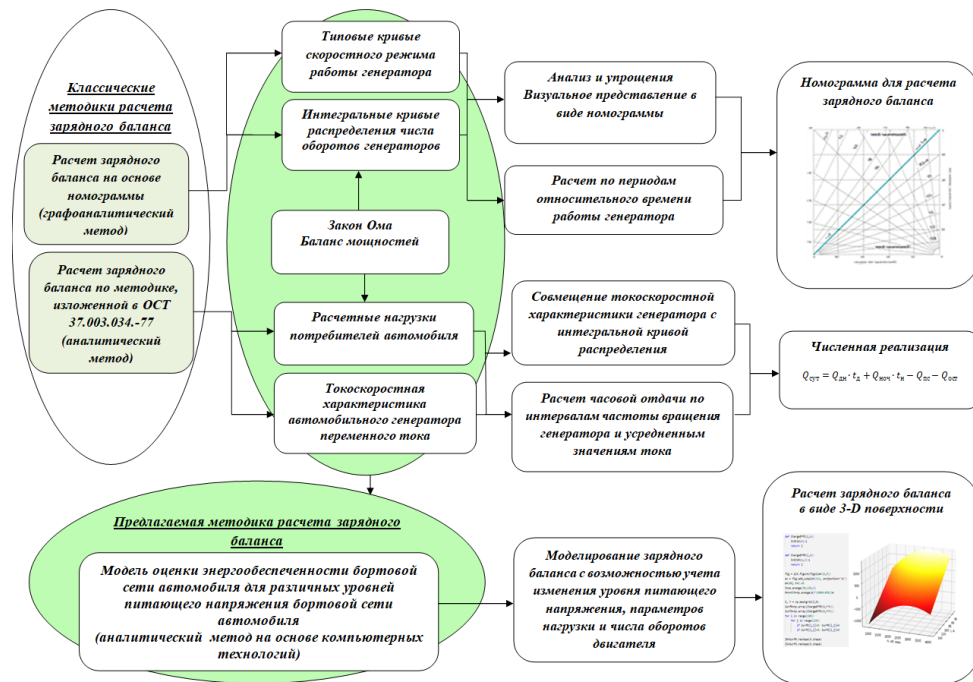 Классические
методики расчета
зарядного баланса
Расчет зарядного
баланса на основе
номограммы
(графоаналитический
метод)
Расчет зарядного
баланса по методике,
изложенной в ОСТ
37.003.034.-77
(аналитический
метод)
Типовые кривые
скоростного режима
работы генератора
Интегральные кривые
распределения числа
оборотов генераторов
Закон Ома
Баланс мощностей
Расчетные нагрузки
потребителей автомобиля
Токоскоростная
характеристика
автомобильного генератора
переменного тока
Анализ и упрощения
Визуальное представление в
виде номограммы
Расчет по периодам
относительного времени
работы генератора
Совмещение токоскоростной
характеристики генератора с
интегральной кривой
распределения
Расчет часовой отдачи по
интервалам частоты вращения
генератора и усредненным
значениям тока
Номограмма для расчета
зарядного баланса
Численная реализация
Q_сут = Q_дн · t_д + Q_ноч · t_н − Q_пс − Q_ост
Предлагаемая методика расчета зарядного
баланса
Модель оценки энергообеспеченности бортовой
сети автомобиля для различных уровней
питающего напряжения бортовой сети
автомобиля
(аналитический метод на основе компьютерных
технологий)
Моделирование зарядного
баланса с возможностью учета
изменения уровня питающего
напряжения, параметров
нагрузки и числа оборотов
двигателя
Расчет зарядного баланса
в виде 3-D поверхности